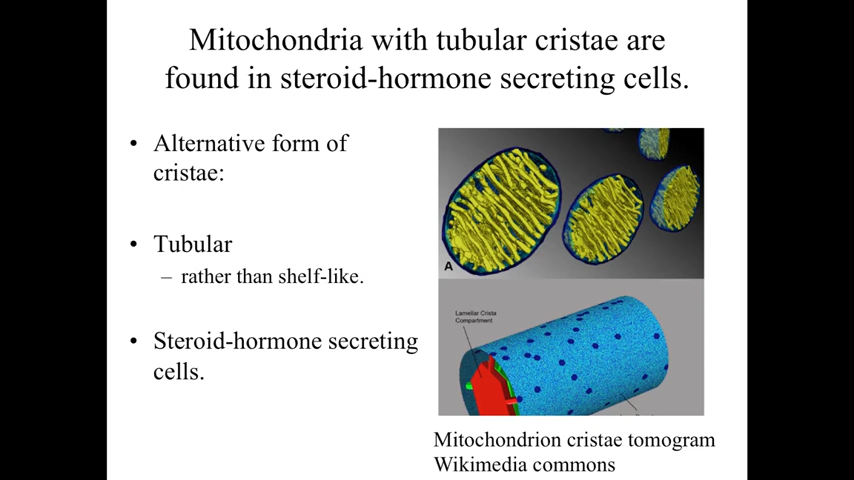 Mitochondria with tubular cristae are
found in steroid-hormone secreting cells.
• Alternative form of
cristae:
• Tubular
– rather than shelf-like.
• Steroid-hormone secreting
cells.
A
Lamellar Crista
Compartment
Mitochondrion cristae tomogram
Wikimedia commons